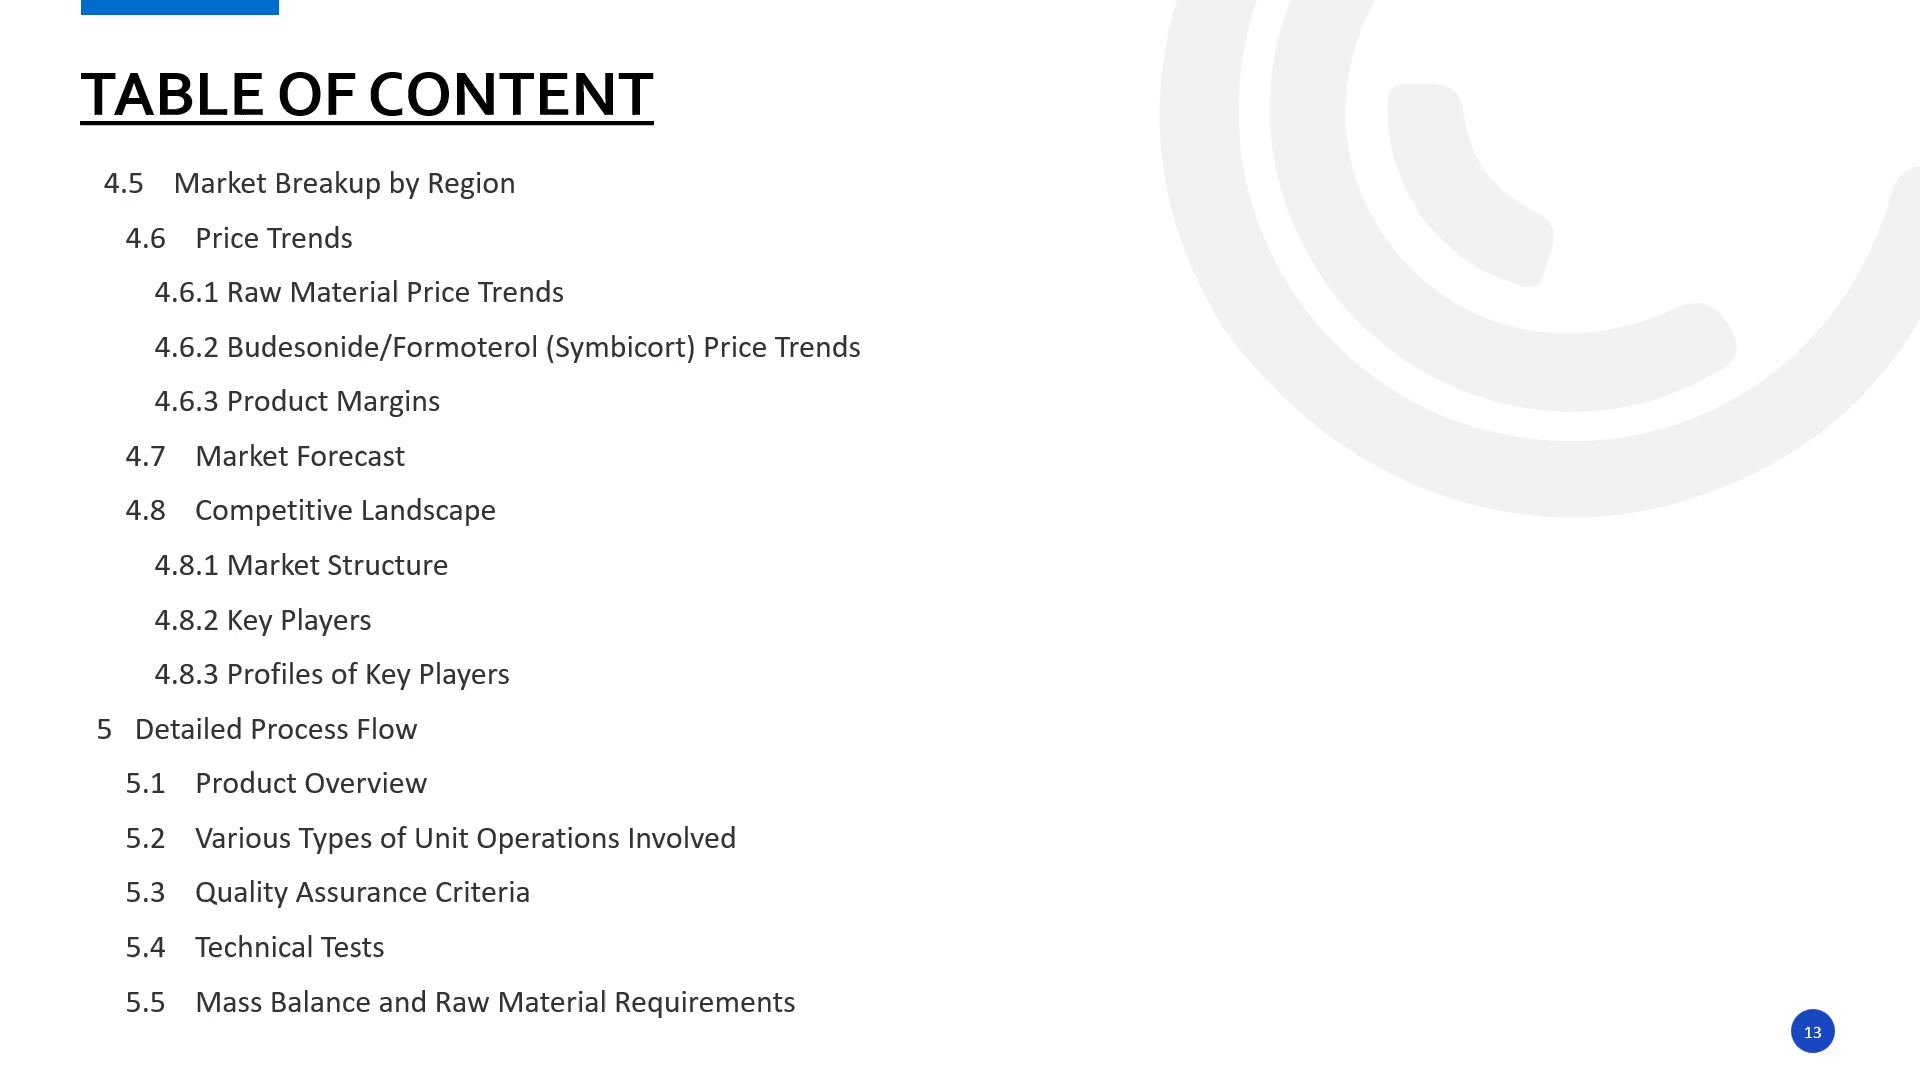 TABLE OF CONTENT
4.5 Market Breakup by Region
4.6 Price Trends
4.6.1 Raw Material Price Trends
4.6.2 Budesonide/Formoterol (Symbicort) Price Trends
4.6.3 Product Margins
4.7 Market Forecast
4.8 Competitive Landscape
4.8.1 Market Structure
4.8.2 Key Players
4.8.3 Profiles of Key Players
5 Detailed Process Flow
5.1 Product Overview
5.2 Various Types of Unit Operations Involved
5.3 Quality Assurance Criteria
5.4 Technical Tests
5.5 Mass Balance and Raw Material Requirements
13